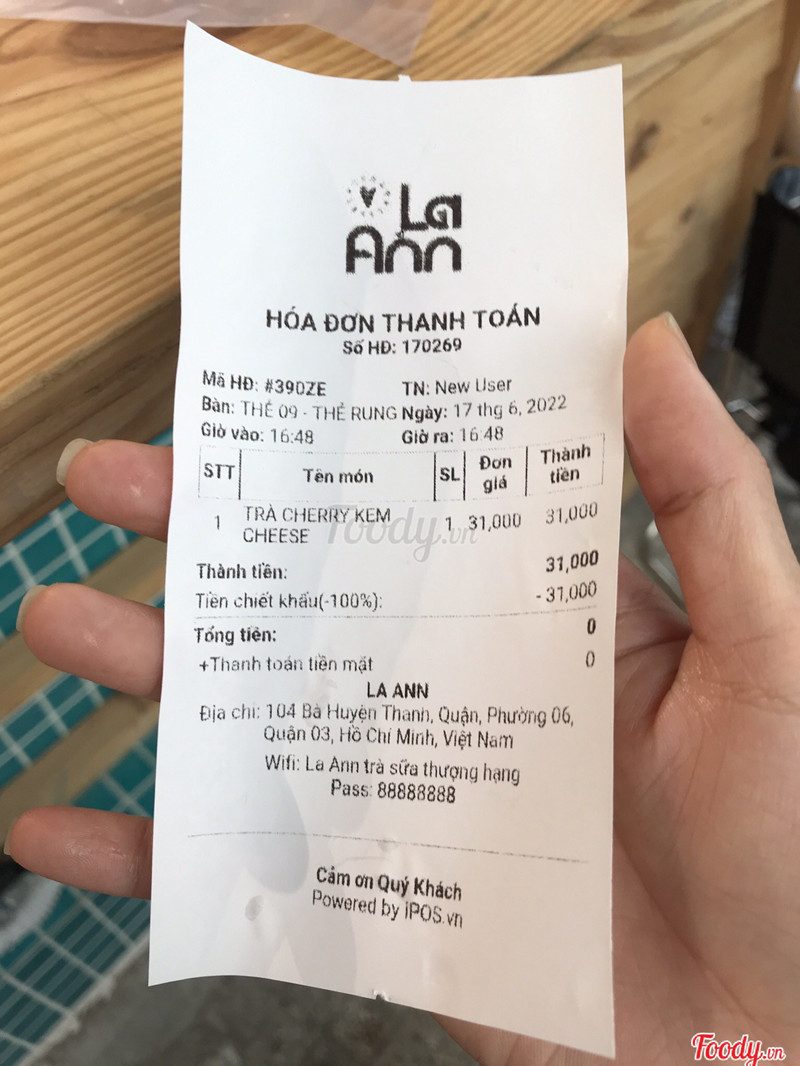 La
Ann
HÓA ĐƠN THANH TOÁN
Số HĐ: 170269
Mã HĐ: #390ZE TN: New User
Bàn: THẺ 09 - THẺ RUNG Ngày: 17 thg 6, 2022
Giờ vào: 16:48 Giờ ra: 16:48
STT Tên món SL Đơn giá Thành tiền
1 TRÀ CHERRY KEM CHEESE 1 31,000 31,000
Thành tiền: 31,000
Tiền chiết khấu(-100%): -31,000
Tổng tiền: 0
+Thanh toán tiền mặt 0
LA ANN
Địa chỉ: 104 Bà Huyện Thanh, Quận, Phường 06,
Quận 03, Hồ Chí Minh, Việt Nam
Wifi: La Ann trà sữa thượng hạng
Pass: 88888888
Cảm ơn Quý Khách
Powered by iPOS.vn
Foody.vn
Foody.vn